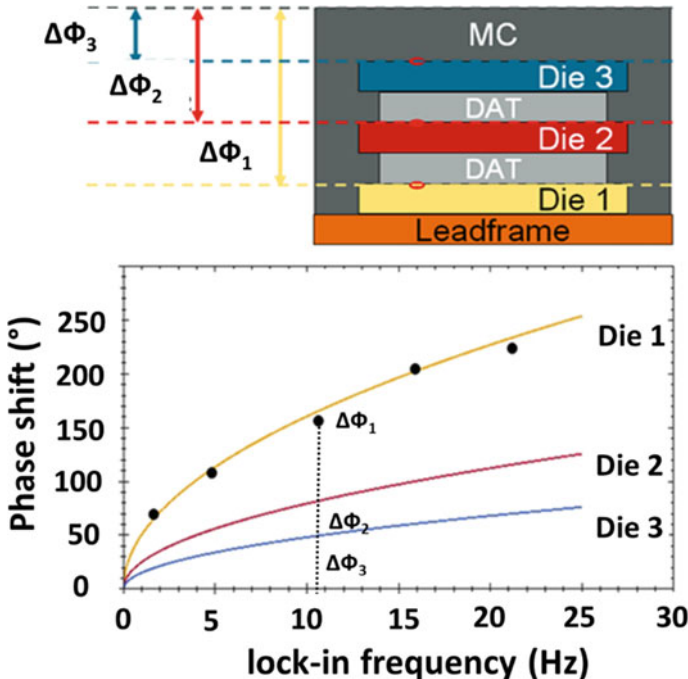 ΔΦ3
MC
Die 3
ΔΦ2
DAT
Die 2
ΔΦ1
DAT
Die 1
Leadframe
Phase shift (°)
250
200
150
100
50
0
Die 1
ΔΦ1
Die 2
ΔΦ2
Die 3
ΔΦ3
0
5
10
15
20
25
30
lock-in frequency (Hz)